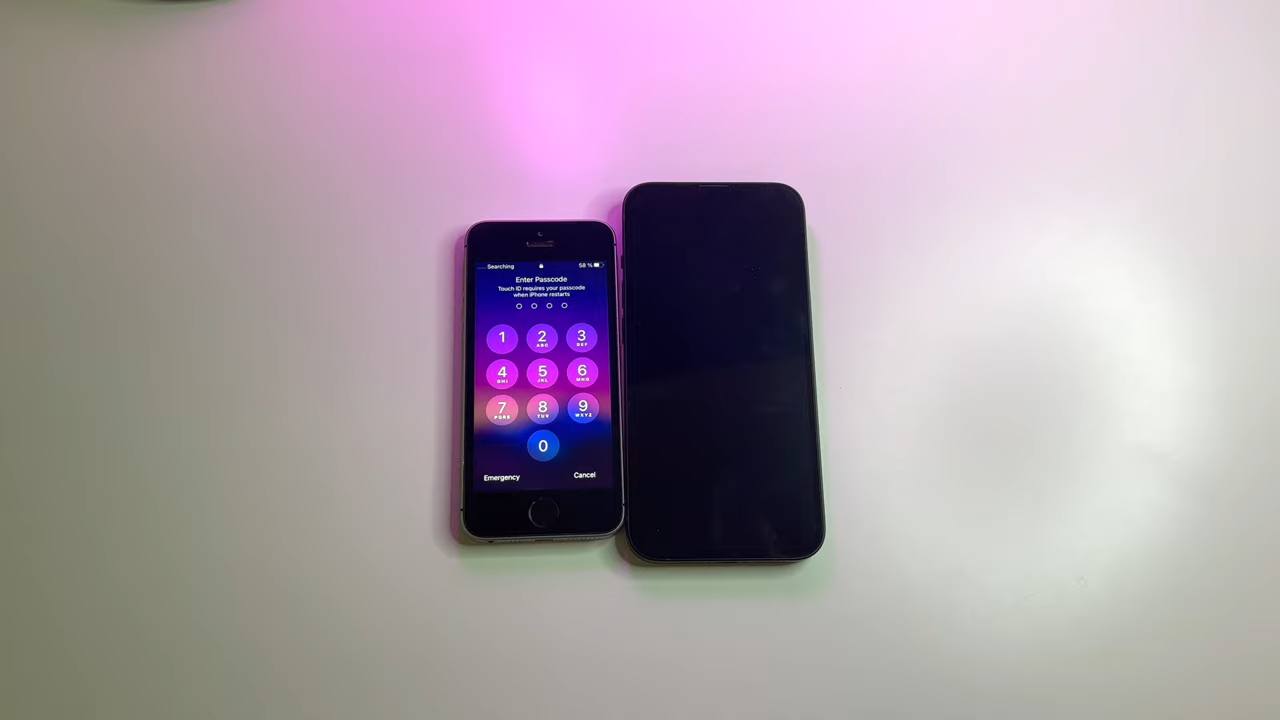 Searching 58 %
Enter Passcode
Touch ID requires your passcode
when iPhone restarts
1 2 3
ABC DEF
4 5 6
GHI JKL MNO
7 8 9
PQRS TUV WXYZ
0
Emergency Cancel